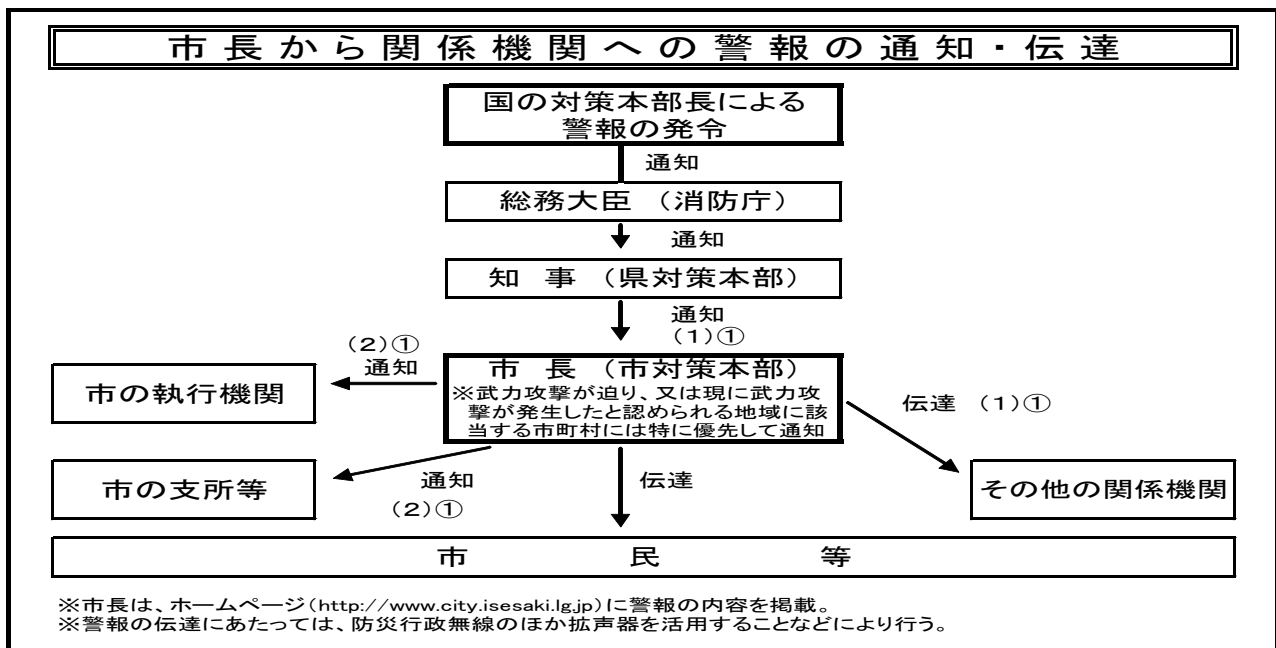 市長から関係機関への警報の通知・伝達
国の対策本部長による
警報の発令
通知
総務大臣（消防庁）
通知
知　事（県対策本部）
通知
(1)①
(2)①
通知
市　長（市対策本部）
※武力攻撃が迫り、又は現に武力攻
撃が発生したと認められる地域に該
当する市町村には特に優先して通知
市の執行機関
伝達　(1)①
市の支所等
通知
(2)①
伝達
その他の関係機関
市　民　等
※市長は、ホームページ(http://www.city.isesaki.lg.jp)に警報の内容を掲載。
※警報の伝達にあたっては、防災行政無線のほか拡声器を活用することなどにより行う。